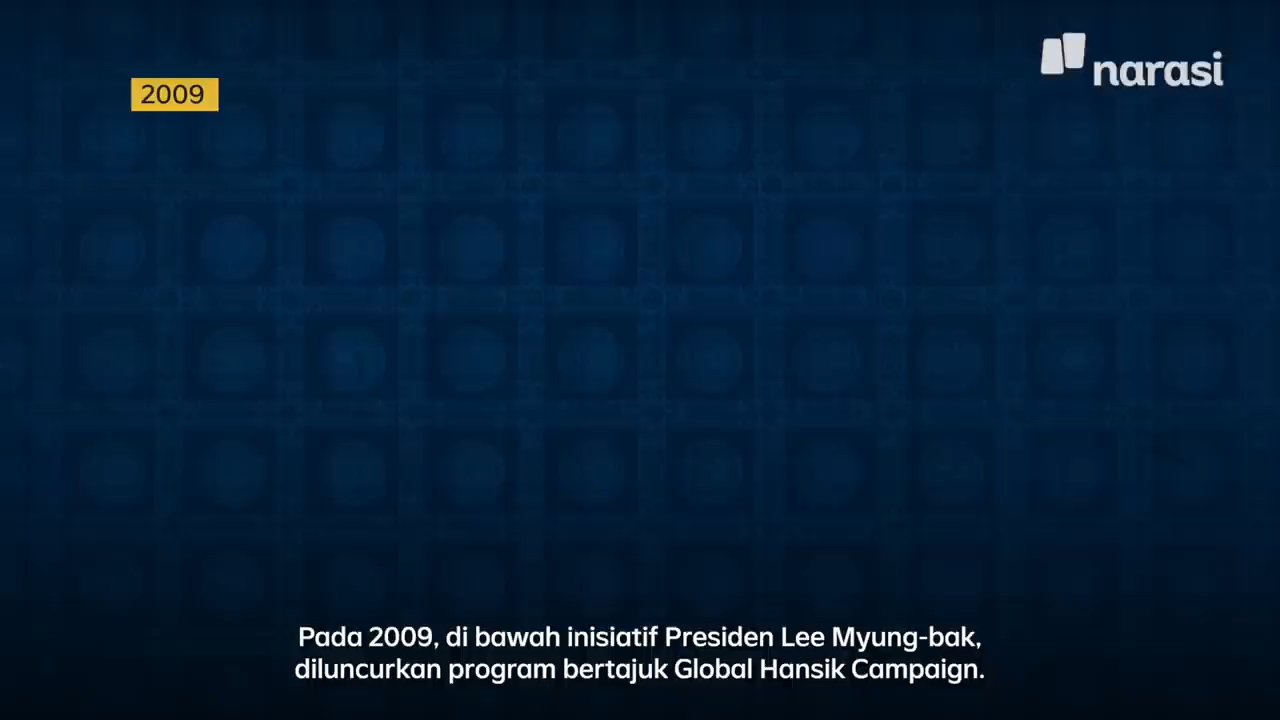 narasi
2009
Pada 2009, di bawah inisiatif Presiden Lee Myung-bak,
diluncurkan program bertajuk Global Hansik Campaign.